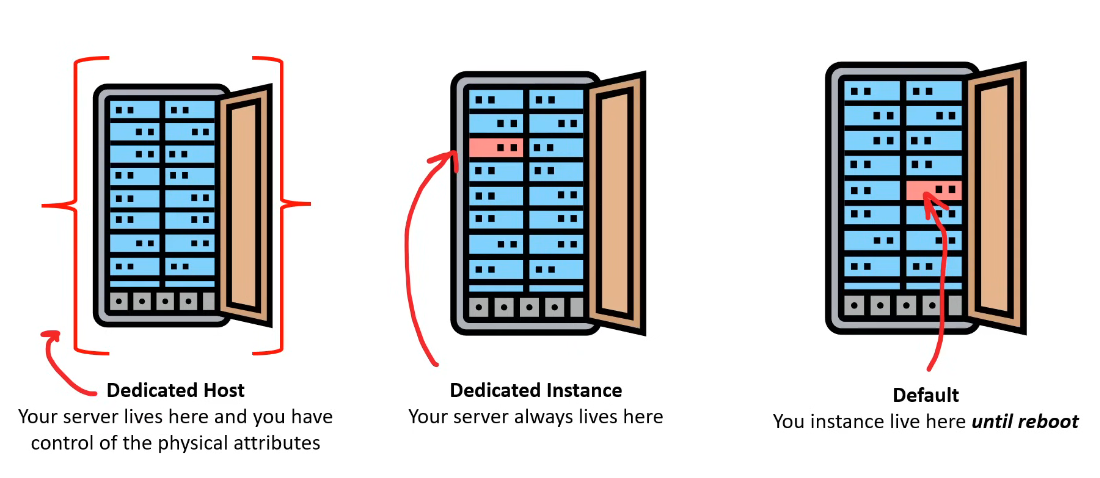 Dedicated Host
Your server lives here and you have
control of the physical attributes
Dedicated Instance
Your server always lives here
Default
You instance live here until reboot